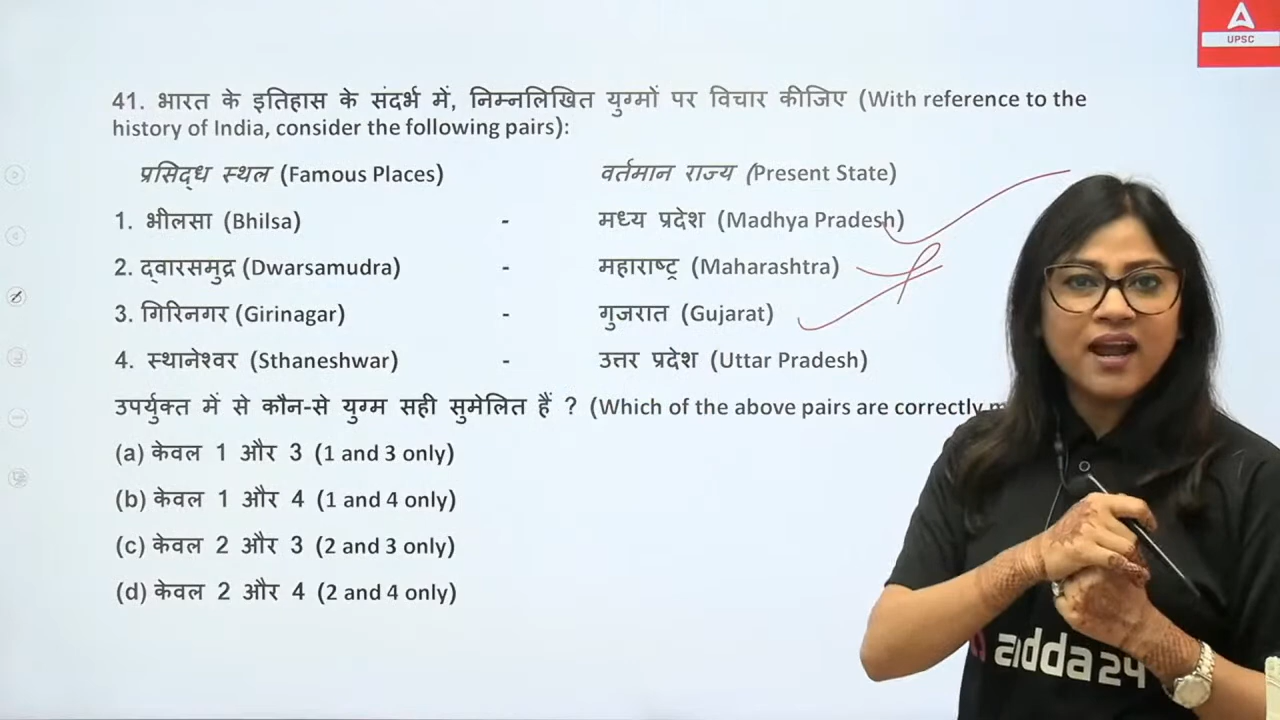 UPSC
41. भारत के इतिहास के संदर्भ में, निम्नलिखित युग्मों पर विचार कीजिए (With reference to the
history of India, consider the following pairs):
प्रसिद्ध स्थल (Famous Places) वर्तमान राज्य (Present State)
1. भीलसा (Bhilsa) - मध्य प्रदेश (Madhya Pradesh)
2. द्वारसमुद्र (Dwarsamudra) - महाराष्ट्र (Maharashtra)
3. गिरिनगर (Girinagar) - गुजरात (Gujarat)
4. स्थानेश्वर (Sthaneshwar) - उत्तर प्रदेश (Uttar Pradesh)
उपर्युक्त में से कौन-से युग्म सही सुमेलित हैं ? (Which of the above pairs are correctly
(a) केवल 1 और 3 (1 and 3 only)
(b) केवल 1 और 4 (1 and 4 only)
(c) केवल 2 और 3 (2 and 3 only)
(d) केवल 2 और 4 (2 and 4 only)
adda24